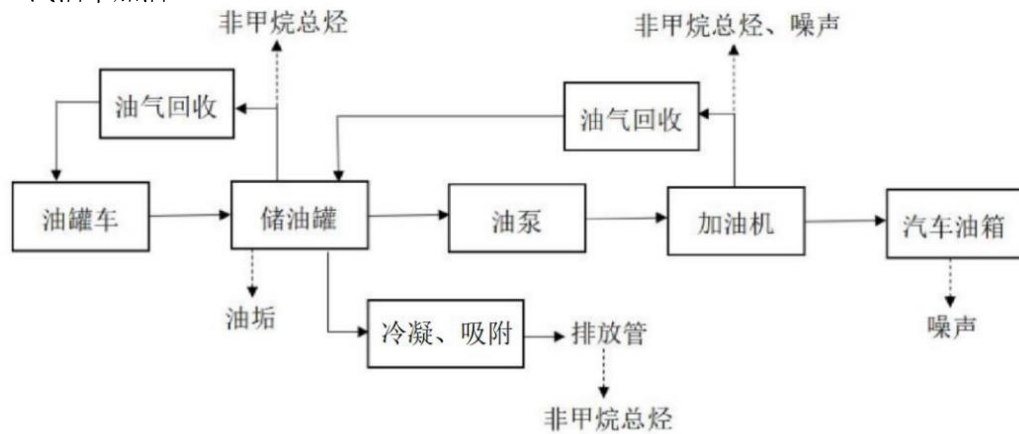 非甲烷总烃
非甲烷总烃、噪声
油气回收
油气回收
油罐车
储油罐
油泵
加油机
汽车油箱
油垢
冷凝、吸附
排放管
噪声
非甲烷总烃